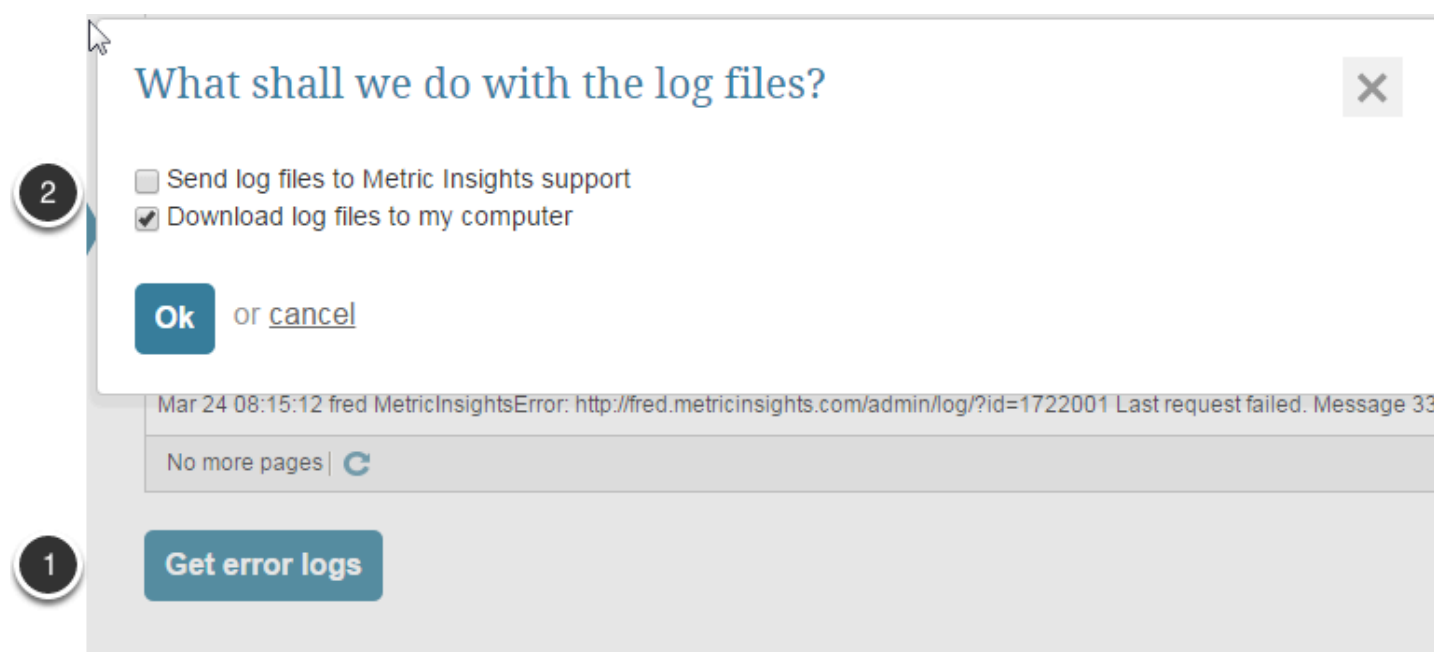 What shall we do with the log files?
2
Send log files to Metric Insights support
Download log files to my computer
Ok or cancel
Mar 24 08:15:12 fred MetricInsightsError: http://fred.metricinsights.com/admin/log/?id=1722001 Last request failed. Message 33
No more pages
1
Get error logs